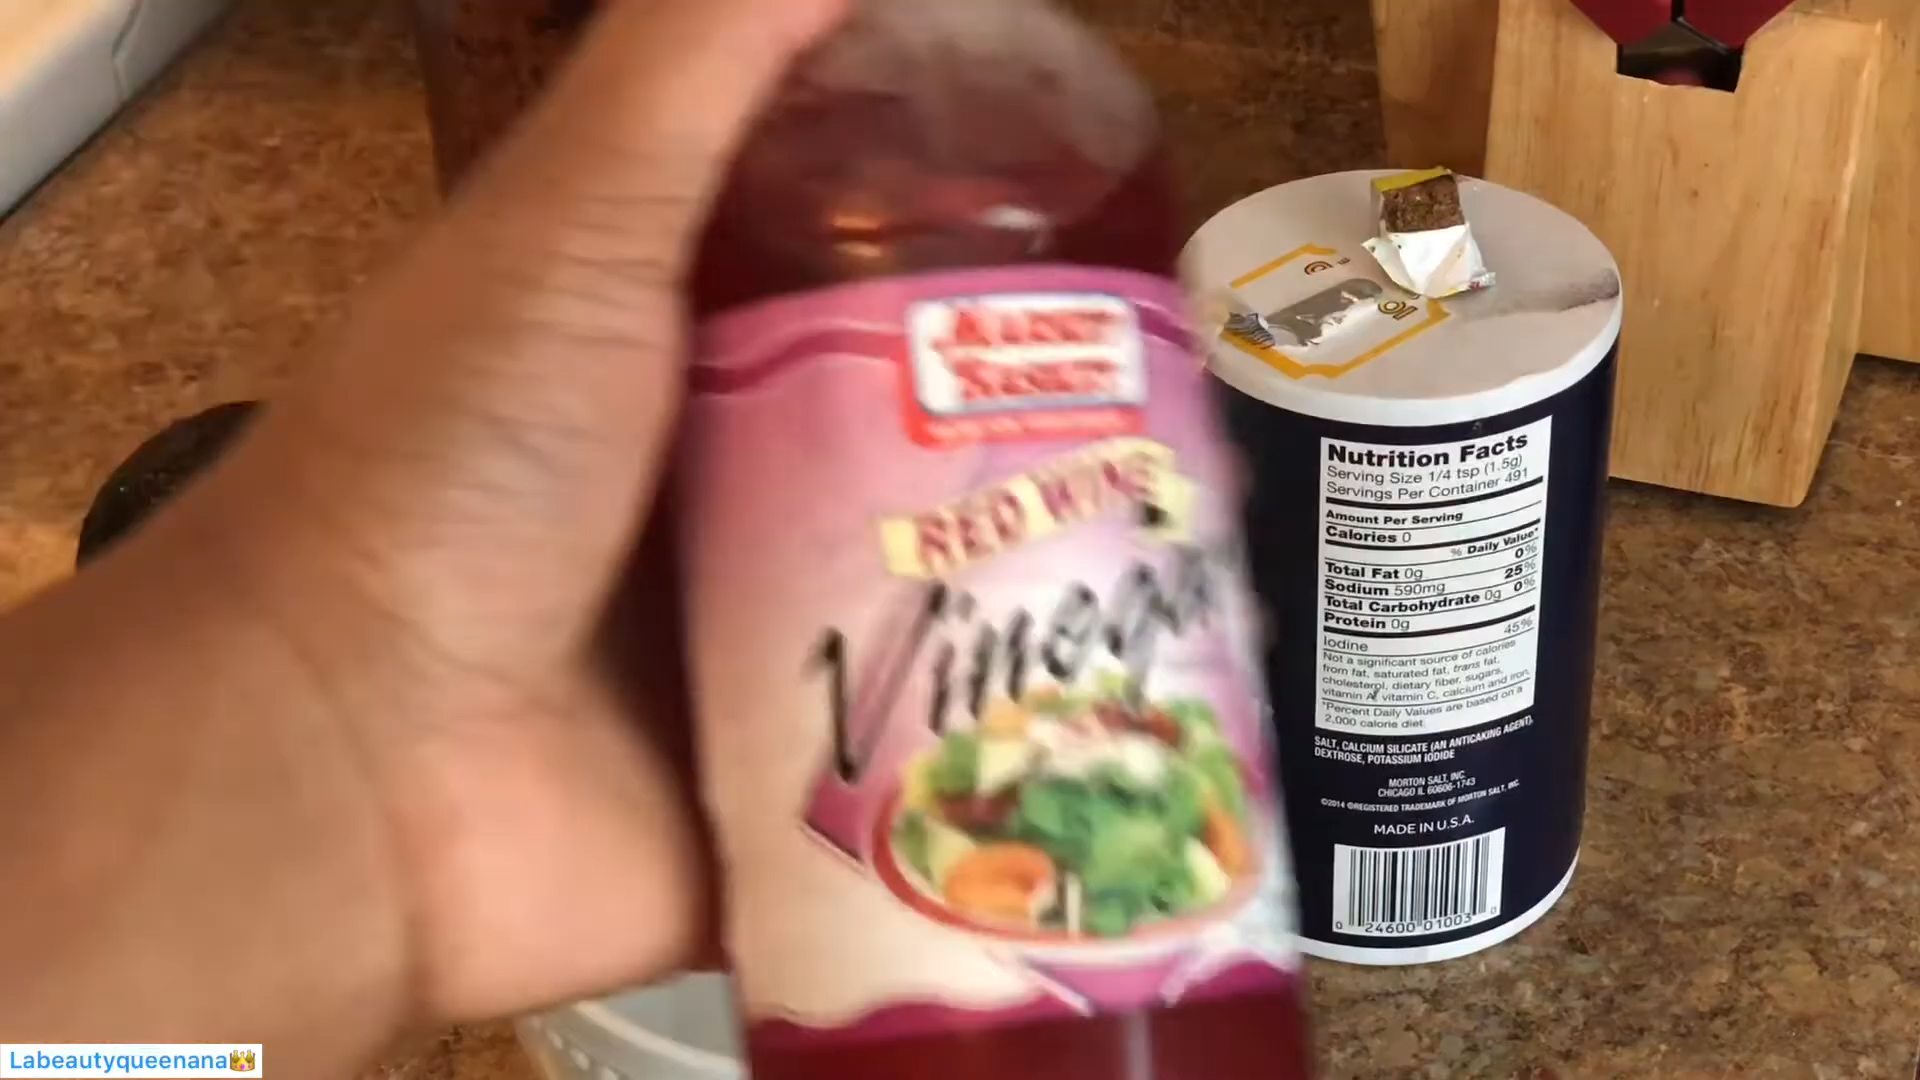 RED WINE
Vinegar
Nutrition Facts
Serving Size 1/4 tsp (1.5g)
Servings Per Container 491
Amount Per Serving
Calories 0
% Daily Value*
Total Fat 0g 0%
Sodium 590mg 25%
Total Carbohydrate 0g 0%
Protein 0g
Iodine 45%
Not a significant source of calories
from fat, saturated fat, trans fat,
cholesterol, dietary fiber, sugars,
vitamin A, vitamin C, calcium and iron.
*Percent Daily Values are based on a
2,000 calorie diet.
SALT, CALCIUM SILICATE (AN ANTICAKING AGENT),
DEXTROSE, POTASSIUM IODIDE
MORTON SALT, INC.
CHICAGO IL 60606-1743
©2014 ®REGISTERED TRADEMARK OF MORTON SALT, INC.
MADE IN U.S.A.
0 24600 01003 0
Labeautyqueenana👑